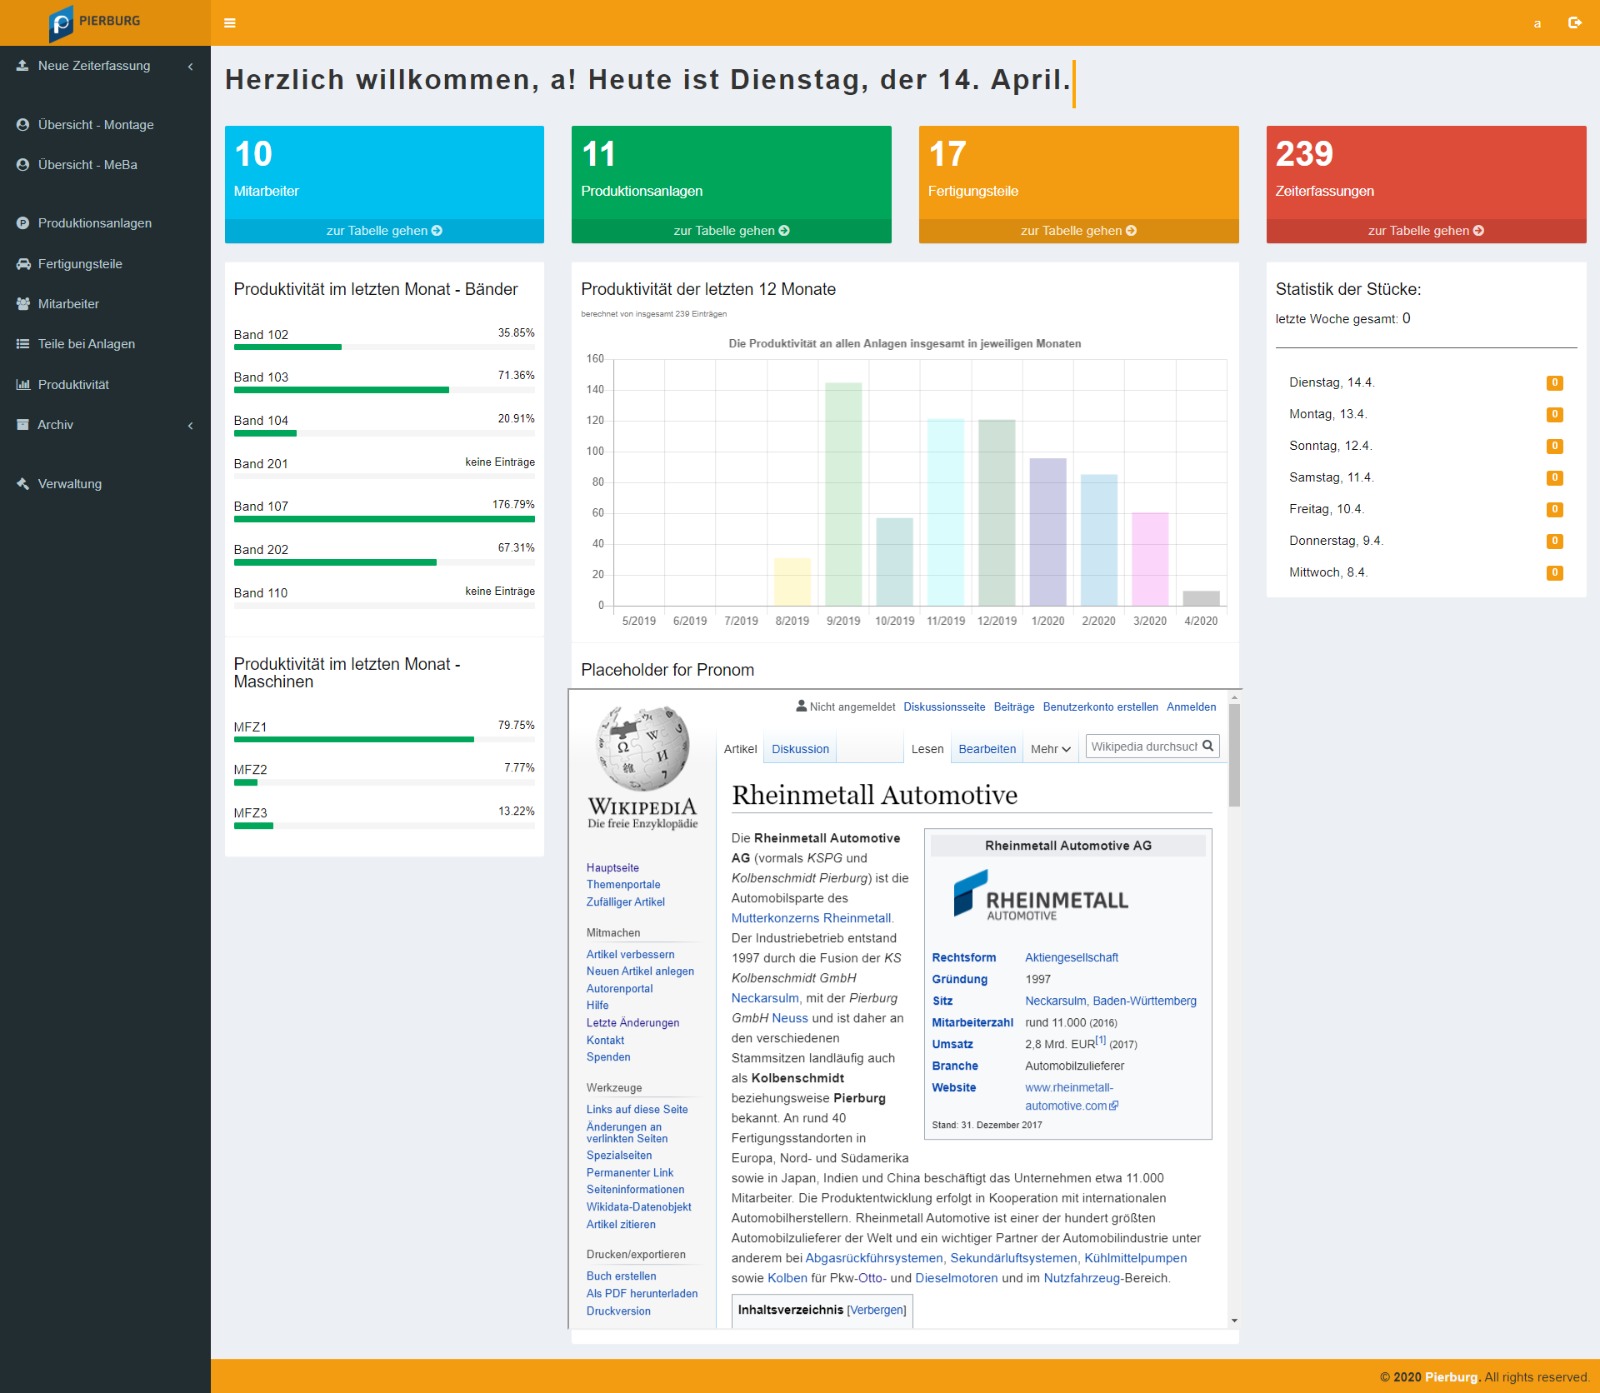 PIERBURG
a
Neue Zeiterfassung
Übersicht - Montage
Übersicht - MeBa
Produktionsanlagen
Fertigungsteile
Mitarbeiter
Teile bei Anlagen
Produktivität
Archiv
Verwaltung
Herzlich willkommen, a! Heute ist Dienstag, der 14. April.
10
Mitarbeiter
zur Tabelle gehen
11
Produktionsanlagen
zur Tabelle gehen
17
Fertigungsteile
zur Tabelle gehen
239
Zeiterfassungen
zur Tabelle gehen
Produktivität im letzten Monat - Bänder
Band 102 35.85%
Band 103 71.36%
Band 104 20.91%
Band 201 keine Einträge
Band 107 176.79%
Band 202 67.31%
Band 110 keine Einträge
Produktivität im letzten Monat -
Maschinen
MFZ1 79.75%
MFZ2 7.77%
MFZ3 13.22%
Produktivität der letzten 12 Monate
berechnet von insgesamt 239 Einträgen
Die Produktivität an allen Anlagen insgesamt in jeweiligen Monaten
160
140
120
100
80
60
40
20
0
5/2019 6/2019 7/2019 8/2019 9/2019 10/2019 11/2019 12/2019 1/2020 2/2020 3/2020 4/2020
Placeholder for Pronom
Nicht angemeldet Diskussionsseite Beiträge Benutzerkonto erstellen Anmelden
Artikel Diskussion Lesen Bearbeiten Mehr Wikipedia durchsucl
WIKIPEDIA
Die freie Enzyklopädie
Hauptseite
Themenportale
Zufälliger Artikel
Mitmachen
Artikel verbessern
Neuen Artikel anlegen
Autorenportal
Hilfe
Letzte Änderungen
Kontakt
Spenden
Werkzeuge
Links auf diese Seite
Änderungen an
verlinkten Seiten
Spezialseiten
Permanenter Link
Seiteninformationen
Wikidata-Datenobjekt
Artikel zitieren
Drucken/exportieren
Buch erstellen
Als PDF herunterladen
Druckversion
Rheinmetall Automotive
Die Rheinmetall Automotive
AG (vormals KSPG und
Kolbenschmidt Pierburg) ist die
Automobilsparte des
Mutterkonzerns Rheinmetall.
Der Industriebetrieb entstand
1997 durch die Fusion der KS
Kolbenschmidt GmbH
Neckarsulm, mit der Pierburg
GmbH Neuss und ist daher an
den verschiedenen
Stammsitzen landläufig auch
als Kolbenschmidt
beziehungsweise Pierburg
bekannt. An rund 40
Fertigungsstandorten in
Europa, Nord- und Südamerika
sowie in Japan, Indien und China beschäftigt das Unternehmen etwa 11.000
Mitarbeiter. Die Produktentwicklung erfolgt in Kooperation mit internationalen
Automobilherstellern. Rheinmetall Automotive ist einer der hundert größten
Automobilzulieferer der Welt und ein wichtiger Partner der Automobilindustrie unter
anderem bei Abgasrückführsystemen, Sekundärluftsystemen, Kühlmittelpumpen
sowie Kolben für Pkw-Otto- und Dieselmotoren und im Nutzfahrzeug-Bereich.
Inhaltsverzeichnis [Verbergen]
Rheinmetall Automotive AG
RHEINMETALL
AUTOMOTIVE
Rechtsform Aktiengesellschaft
Gründung 1997
Sitz Neckarsulm, Baden-Württemberg
Mitarbeiterzahl rund 11.000 (2016)
Umsatz 2,8 Mrd. EUR[1] (2017)
Branche Automobilzulieferer
Website www.rheinmetall-
automotive.com
Stand: 31. Dezember 2017
Statistik der Stücke:
letzte Woche gesamt: 0
Dienstag, 14.4. 0
Montag, 13.4. 0
Sonntag, 12.4. 0
Samstag, 11.4. 0
Freitag, 10.4. 0
Donnerstag, 9.4. 0
Mittwoch, 8.4. 0
© 2020 Pierburg. All rights reserved.